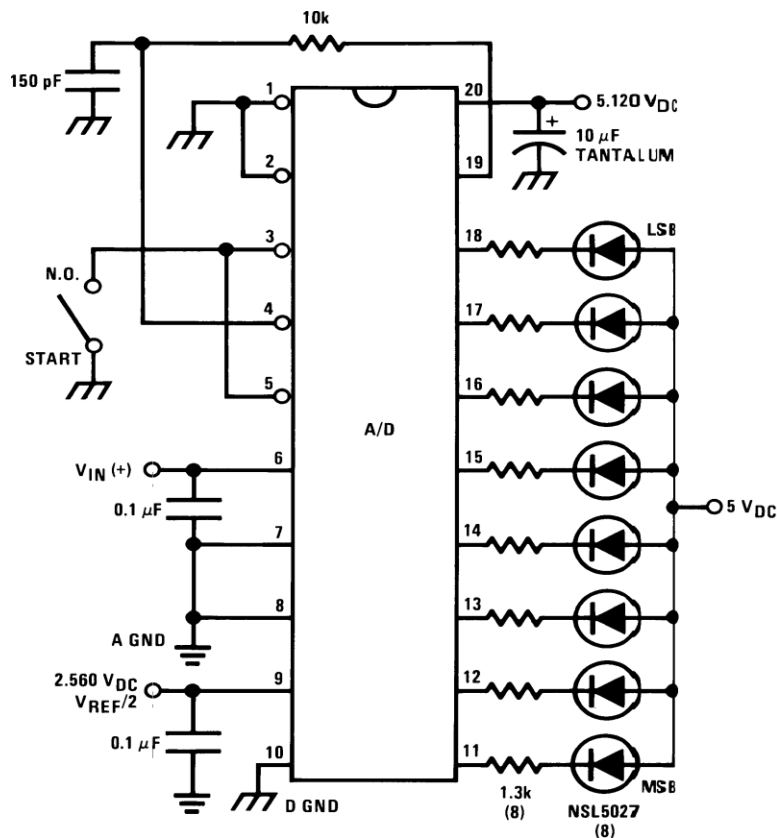 10k
150 pF
1
20
5.120 VDC
+
10 µF
TANTALUM
2
19
3
18
LSB
N.O.
4
17
START
5
16
A/D
VIN (+)
6
15
0.1 µF
5 VDC
7
14
8
13
A GND
2.560 VDC
VREF/2
9
12
0.1 µF
10
11
MSB
D GND
1.3k
(8)
NSL5027
(8)